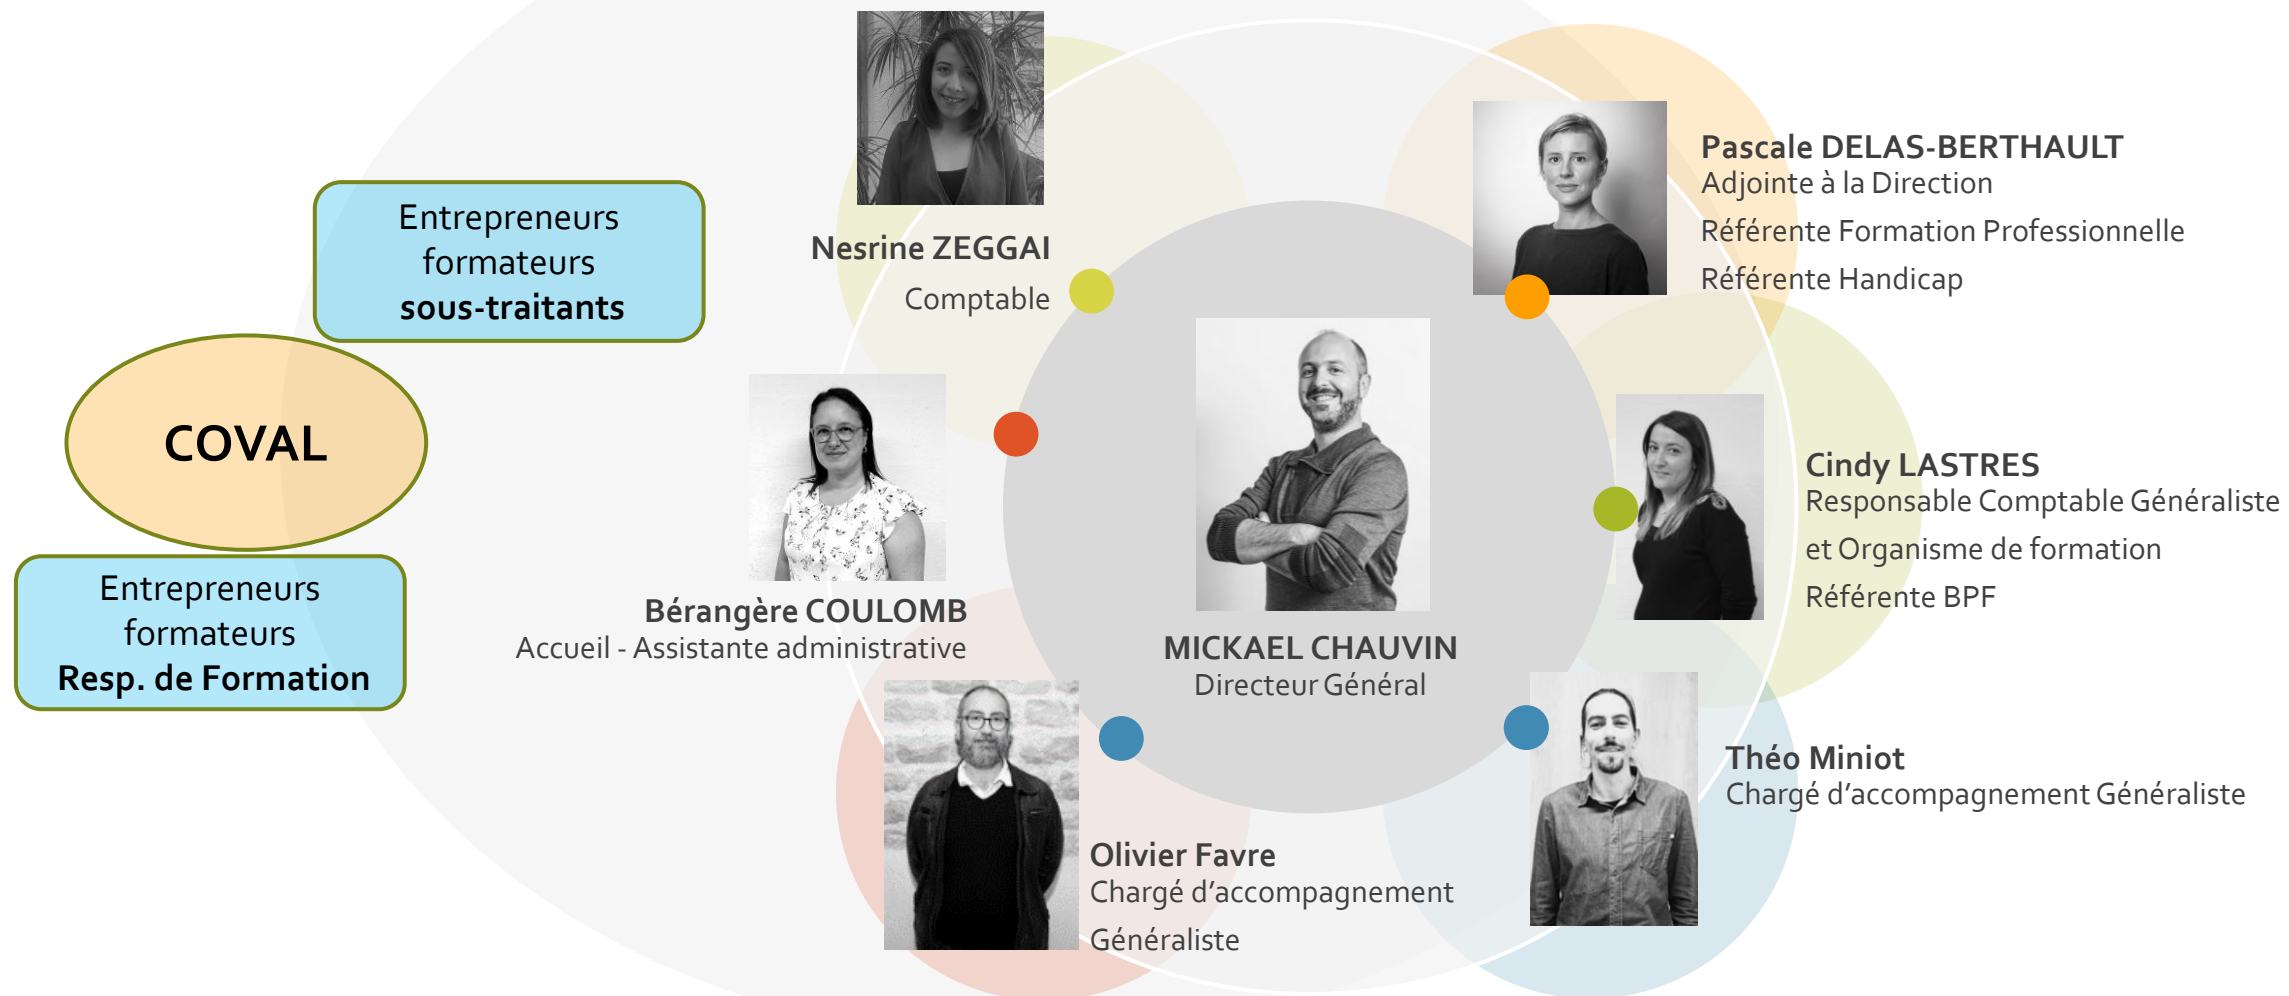 Entrepreneurs
formateurs
sous-traitants
COVAL
Entrepreneurs
formateurs
Resp. de Formation
Nesrine ZEGGAI
Comptable
Bérangère COULOMB
Accueil - Assistante administrative
Olivier Favre
Chargé d’accompagnement
Généraliste
MICKAEL CHAUVIN
Directeur Général
Pascale DELAS-BERTHAULT
Adjointe à la Direction
Référente Formation Professionnelle
Référente Handicap
Cindy LASTRES
Responsable Comptable Généraliste
et Organisme de formation
Référente BPF
Théo Miniot
Chargé d’accompagnement Généraliste